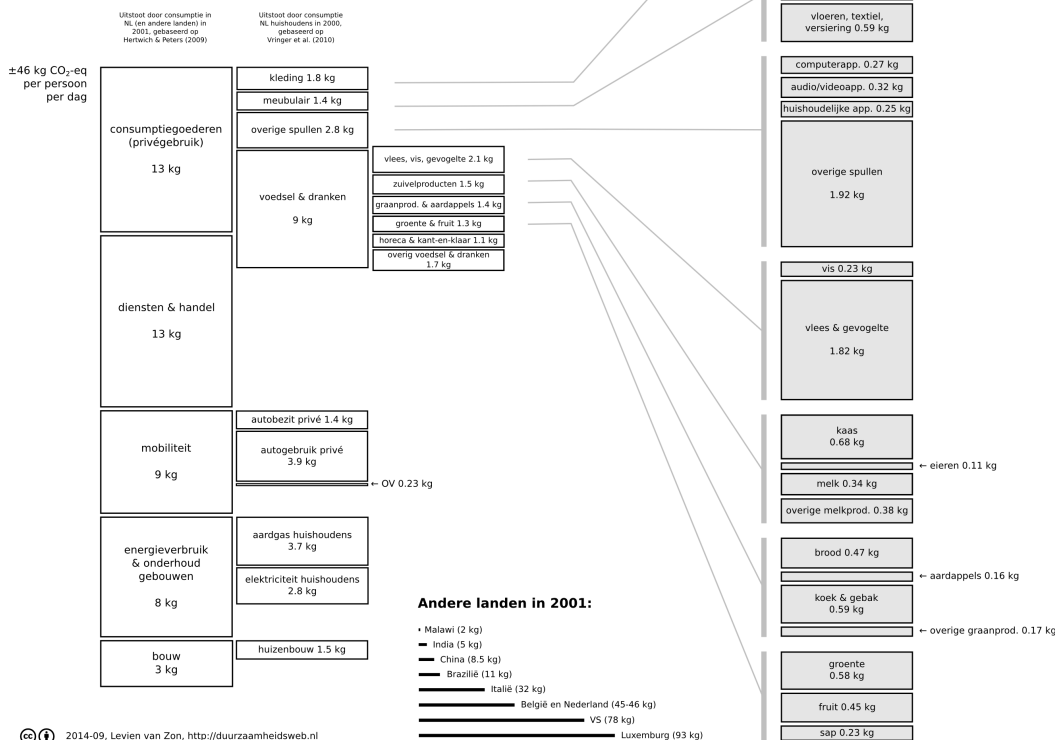 Uitstoot door consumptie in
NL (en andere landen) in
2001, gebaseerd op
Hertwich & Peters (2009)
Uitstoot door consumptie
NL huishoudens in 2000,
gebaseerd op
Vringer et al. (2010)
±46 kg CO₂-eq
per persoon
per dag
consumptiegoederen
(privégebruik)
13 kg
diensten & handel
13 kg
mobiliteit
9 kg
energieverbruik
& onderhoud
gebouwen
8 kg
bouw
3 kg
kleding 1.8 kg
meubulair 1.4 kg
overige spullen 2.8 kg
voedsel & dranken
9 kg
autobezit privé 1.4 kg
autogebruik privé
3.9 kg
← OV 0.23 kg
aardgas huishoudens
3.7 kg
elektriciteit huishoudens
2.8 kg
huizenbouw 1.5 kg
vlees, vis, gevogelte 2.1 kg
zuivelproducten 1.5 kg
graanprod. & aardappels 1.4 kg
groente & fruit 1.3 kg
horeca & kant-en-klaar 1.1 kg
overig voedsel & dranken
1.7 kg
vloeren, textiel,
versiering 0.59 kg
computerapp. 0.27 kg
audio/videoapp. 0.32 kg
huishoudelijke app. 0.25 kg
overige spullen
1.92 kg
vis 0.23 kg
vlees & gevogelte
1.82 kg
kaas
0.68 kg
← eieren 0.11 kg
melk 0.34 kg
overige melkprod. 0.38 kg
brood 0.47 kg
← aardappels 0.16 kg
koek & gebak
0.59 kg
← overige graanprod. 0.17 kg
groente
0.58 kg
fruit 0.45 kg
sap 0.23 kg
Andere landen in 2001:
Malawi (2 kg)
India (5 kg)
China (8.5 kg)
Brazilië (11 kg)
Italië (32 kg)
België en Nederland (45-46 kg)
VS (78 kg)
Luxemburg (93 kg)
cc 2014-09, Levien van Zon, http://duurzaamheidsweb.nl